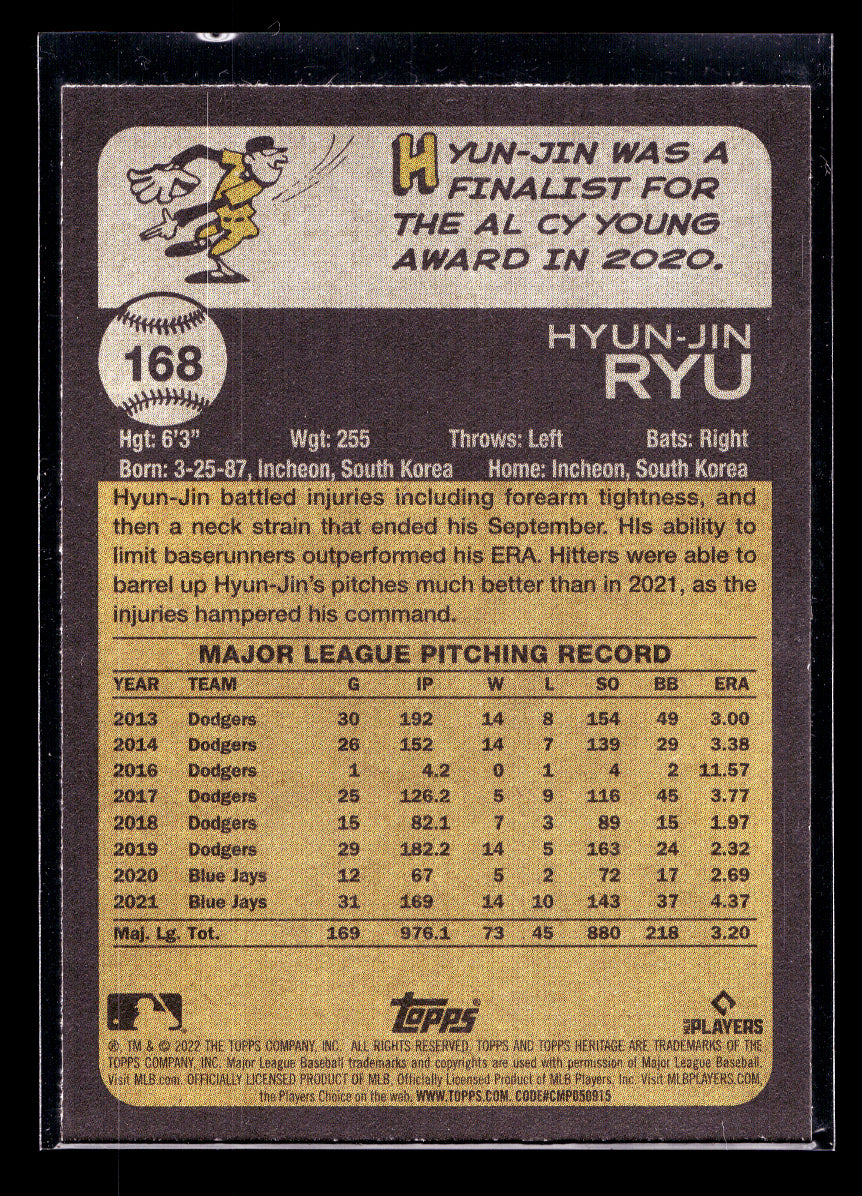 HYUN-JIN WAS A
FINALIST FOR
THE AL CY YOUNG
AWARD IN 2020.
168
HYUN-JIN
RYU
Hgt: 6'3" Wgt: 255 Throws: Left Bats: Right
Born: 3-25-87, Incheon, South Korea Home: Incheon, South Korea
Hyun-Jin battled injuries including forearm tightness, and
then a neck strain that ended his September. HIs ability to
limit baserunners outperformed his ERA. Hitters were able to
barrel up Hyun-Jin's pitches much better than in 2021, as the
injuries hampered his command.
MAJOR LEAGUE PITCHING RECORD
YEAR TEAM G IP W L SO BB ERA
2013 Dodgers 30 192 14 8 154 49 3.00
2014 Dodgers 26 152 14 7 139 29 3.38
2016 Dodgers 1 4.2 0 1 4 2 11.57
2017 Dodgers 25 126.2 5 9 116 45 3.77
2018 Dodgers 15 82.1 7 3 89 15 1.97
2019 Dodgers 29 182.2 14 5 163 24 2.32
2020 Blue Jays 12 67 5 2 72 17 2.69
2021 Blue Jays 31 169 14 10 143 37 4.37
Maj. Lg. Tot. 169 976.1 73 45 880 218 3.20
topps® PLAYERS
®, TM & © 2022 THE TOPPS COMPANY, INC. ALL RIGHTS RESERVED. TOPPS AND TOPPS HERITAGE ARE TRADEMARKS OF THE
TOPPS COMPANY, INC. Major League Baseball trademarks and copyrights are used with permission of Major League Baseball.
Visit MLB.com. OFFICIALLY LICENSED PRODUCT OF MLB. Officially Licensed Product of MLB Players, Inc. Visit MLBPLAYERS.COM,
the Players Choice on the web. WWW.TOPPS.COM. CODE#CMP050915